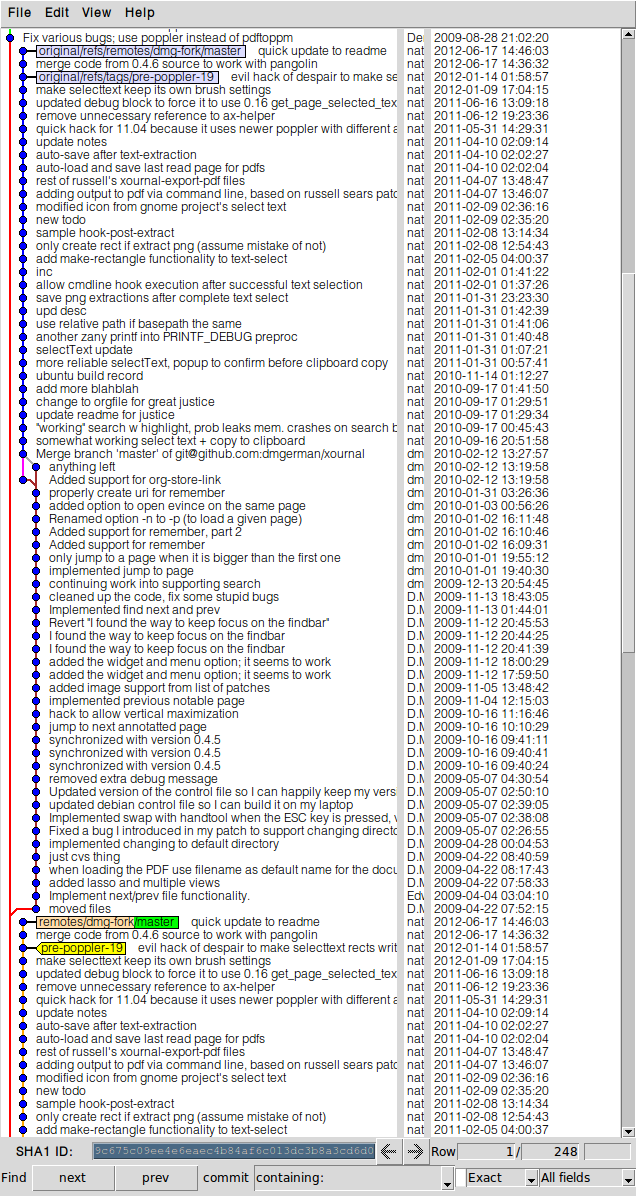 File Edit View Help
Fix various bugs; use poppler instead of pdftoppm De 2009-08-28 21:02:20
original/refs/remotes/dmg-fork/master quick update to readme nat 2012-06-17 14:46:03
merge code from 0.4.6 source to work with pangolin nat 2012-06-17 14:36:32
original/refs/tags/pre-poppler-19 evil hack of despair to make se nat 2012-01-14 01:58:57
make selecttext keep its own brush settings nat 2012-01-09 17:04:15
updated debug block to force it to use 0.16 get_page_selected_tex nat 2011-06-16 13:09:18
remove unnecessary reference to ax-helper nat 2011-06-12 19:23:36
quick hack for 11.04 because it uses newer poppler with different a nat 2011-05-31 14:29:31
update notes nat 2011-04-10 02:09:14
auto-save after text-extraction nat 2011-04-10 02:02:27
auto-load and save last read page for pdfs nat 2011-04-10 02:02:04
rest of russell's xournal-export-pdf files nat 2011-04-07 13:48:47
adding output to pdf via command line, based on russell sears patc nat 2011-04-07 13:46:07
modified icon from gnome project's select text nat 2011-02-09 02:36:16
new todo nat 2011-02-09 02:35:20
sample hook-post-extract nat 2011-02-08 13:14:34
only create rect if extract png (assume mistake of not) nat 2011-02-08 12:54:43
add make-rectangle functionality to text-select nat 2011-02-05 04:00:37
inc nat 2011-02-01 01:41:22
allow cmdline hook execution after successful text selection nat 2011-02-01 01:37:26
save png extractions after complete text select nat 2011-01-31 23:23:30
upd desc nat 2011-01-31 01:42:39
use relative path if basepath the same nat 2011-01-31 01:41:06
another zany printf into PRINTF_DEBUG preproc nat 2011-01-31 01:40:48
selectText update nat 2011-01-31 01:07:21
more reliable selectText, popup to confirm before clipboard copy nat 2011-01-31 00:57:41
ubuntu build record nat 2010-11-14 01:12:27
add more blahblah nat 2010-09-17 01:41:50
change to orgfile for great justice nat 2010-09-17 01:29:51
update readme for justice nat 2010-09-17 01:29:34
"working" search w highlight, prob leaks mem. crashes on search b nat 2010-09-17 00:45:43
somewhat working select text + copy to clipboard nat 2010-09-16 20:51:58
Merge branch 'master' of git@github.com:dmgerman/xournal dm 2010-02-12 13:27:57
anything left dm 2010-02-12 13:19:58
Added support for org-store-link dm 2010-02-12 13:19:58
properly create uri for remember dm 2010-01-31 03:26:36
added option to open evince on the same page dm 2010-01-03 00:56:26
Renamed option -n to -p (to load a given page) dm 2010-01-02 16:11:48
Added support for remember, part 2 dm 2010-01-02 16:10:46
Added support for remember dm 2010-01-02 16:09:31
only jump to a page when it is bigger than the first one dm 2010-01-01 19:55:12
implemented jump to page dm 2010-01-01 19:40:30
continuing work into supporting search dm 2009-12-13 20:54:45
cleaned up the code, fix some stupid bugs D.M 2009-11-13 18:43:05
Implemented find next and prev D.M 2009-11-13 01:44:01
Revert "I found the way to keep focus on the findbar" D.M 2009-11-12 20:45:53
I found the way to keep focus on the findbar D.M 2009-11-12 20:44:25
I found the way to keep focus on the findbar D.M 2009-11-12 20:41:39
added the widget and menu option; it seems to work D.M 2009-11-12 18:00:29
added the widget and menu option; it seems to work D.M 2009-11-12 17:59:50
added image support from list of patches D.M 2009-11-05 13:48:42
implemented previous notable page D.M 2009-11-04 12:15:03
hack to allow vertical maximization D.M 2009-10-16 11:16:46
jump to next annotatted page D.M 2009-10-16 10:10:29
synchronized with version 0.4.5 D.M 2009-10-16 09:41:11
synchronized with version 0.4.5 D.M 2009-10-16 09:40:41
synchronized with version 0.4.5 D.M 2009-10-16 09:40:24
removed extra debug message D.M 2009-05-07 04:30:54
Updated version of the control file so I can happily keep my vers D.M 2009-05-07 02:50:10
updated debian control file so I can build it on my laptop D.M 2009-05-07 02:39:05
Implemented swap with handtool when the ESC key is pressed, v D.M 2009-05-07 02:38:08
Fixed a bug I introduced in my patch to support changing directo D.M 2009-05-07 02:26:55
implemented changing to default directory D.M 2009-04-28 00:04:53
just cvs thing D.M 2009-04-22 08:40:59
when loading the PDF use filename as default name for the docu D.M 2009-04-22 08:17:43
added lasso and multiple views D.M 2009-04-22 07:58:33
Implement next/prev file functionality. Edv 2009-04-04 03:04:10
moved files D.M 2009-04-22 07:52:15
remotes/dmg-fork/master quick update to readme nat 2012-06-17 14:46:03
merge code from 0.4.6 source to work with pangolin nat 2012-06-17 14:36:32
pre-poppler-19 evil hack of despair to make selecttext rects writ nat 2012-01-14 01:58:57
make selecttext keep its own brush settings nat 2012-01-09 17:04:15
updated debug block to force it to use 0.16 get_page_selected_tex nat 2011-06-16 13:09:18
remove unnecessary reference to ax-helper nat 2011-06-12 19:23:36
quick hack for 11.04 because it uses newer poppler with different a nat 2011-05-31 14:29:31
update notes nat 2011-04-10 02:09:14
auto-save after text-extraction nat 2011-04-10 02:02:27
auto-load and save last read page for pdfs nat 2011-04-10 02:02:04
rest of russell's xournal-export-pdf files nat 2011-04-07 13:48:47
adding output to pdf via command line, based on russell sears patc nat 2011-04-07 13:46:07
modified icon from gnome project's select text nat 2011-02-09 02:36:16
new todo nat 2011-02-09 02:35:20
sample hook-post-extract nat 2011-02-08 13:14:34
only create rect if extract png (assume mistake of not) nat 2011-02-08 12:54:43
add make-rectangle functionality to text-select nat 2011-02-05 04:00:37
SHA1 ID: 9c675c09ee4e6eaec4b84af6c013dc3b8a3cd6d0 Row 1 / 248
Find next prev commit containing: Exact All fields